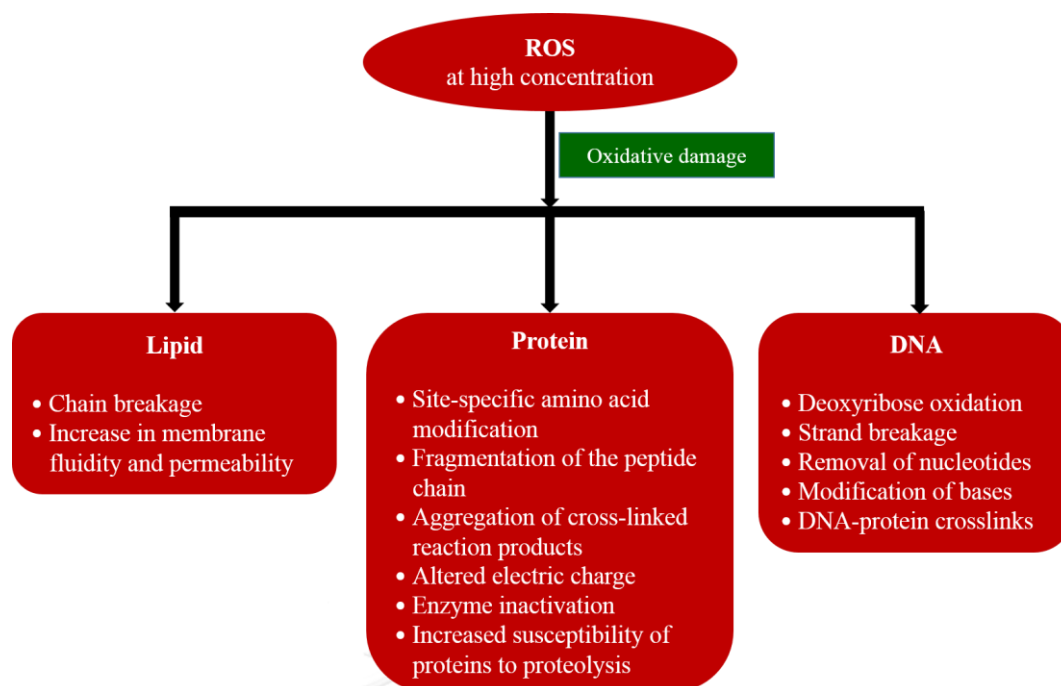 ROS
at high concentration
Oxidative damage
Lipid
• Chain breakage
• Increase in membrane
fluidity and permeability
Protein
• Site-specific amino acid
modification
• Fragmentation of the peptide
chain
• Aggregation of cross-linked
reaction products
• Altered electric charge
• Enzyme inactivation
• Increased susceptibility of
proteins to proteolysis
DNA
• Deoxyribose oxidation
• Strand breakage
• Removal of nucleotides
• Modification of bases
• DNA-protein crosslinks